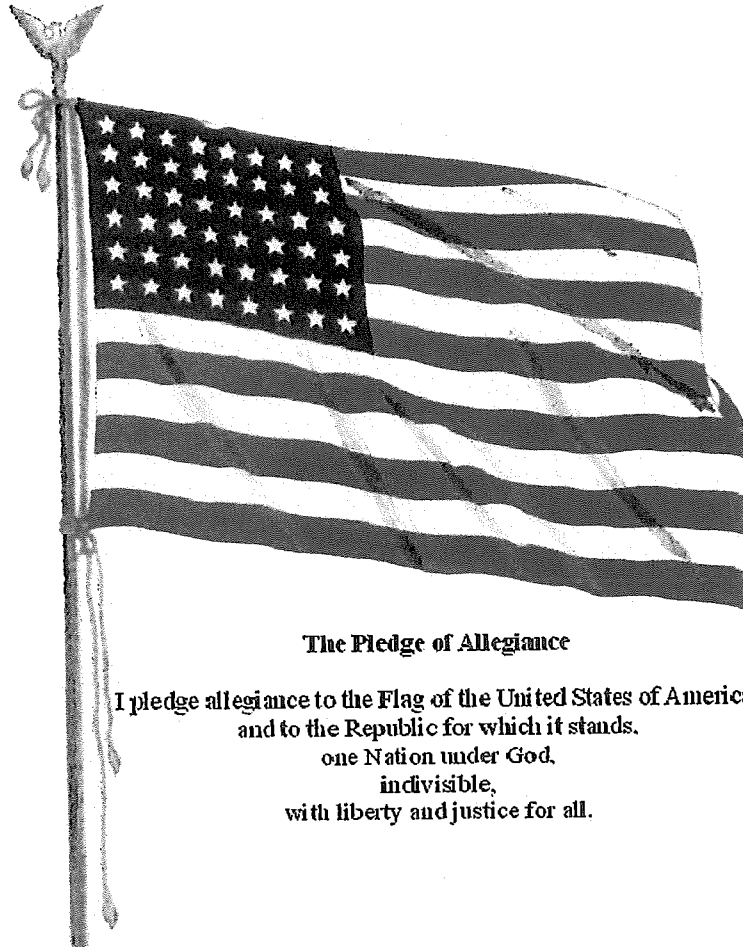 The Pledge of Allegiance
I pledge allegiance to the Flag of the United States of America
and to the Republic for which it stands,
one Nation under God,
indivisible,
with liberty and justice for all.